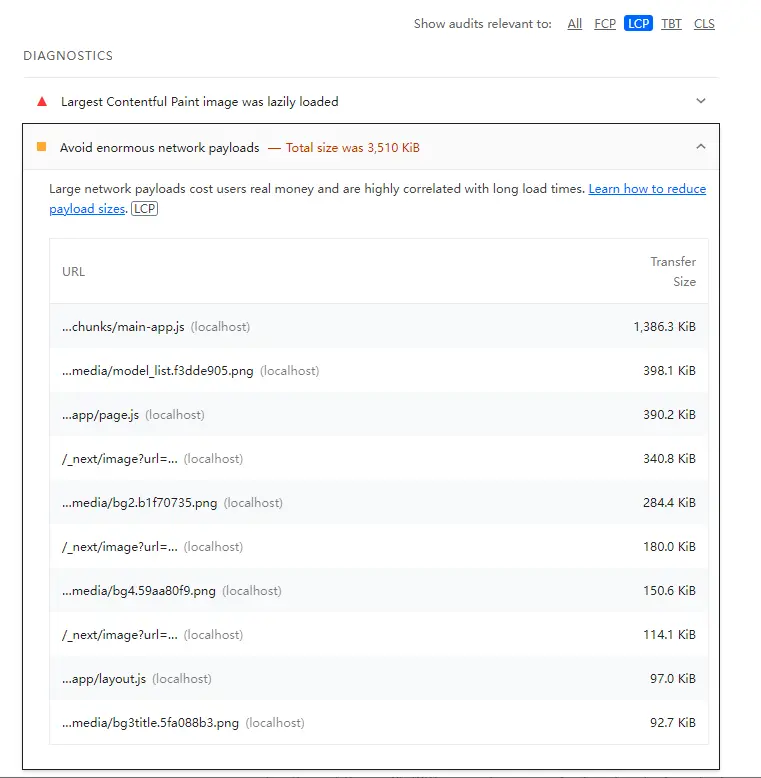 Show audits relevant to: All FCP LCP TBT CLS
DIAGNOSTICS
Largest Contentful Paint image was lazily loaded
Avoid enormous network payloads — Total size was 3,510 KiB
Large network payloads cost users real money and are highly correlated with long load times. Learn how to reduce
payload sizes. LCP
URL Transfer
Size
...chunks/main-app.js (localhost) 1,386.3 KiB
...media/model_list.f3dde905.png (localhost) 398.1 KiB
...app/page.js (localhost) 390.2 KiB
/_next/image?url=... (localhost) 340.8 KiB
...media/bg2.b1f70735.png (localhost) 284.4 KiB
/_next/image?url=... (localhost) 180.0 KiB
...media/bg4.59aa80f9.png (localhost) 150.6 KiB
/_next/image?url=... (localhost) 114.1 KiB
...app/layout.js (localhost) 97.0 KiB
...media/bg3title.5fa088b3.png (localhost) 92.7 KiB